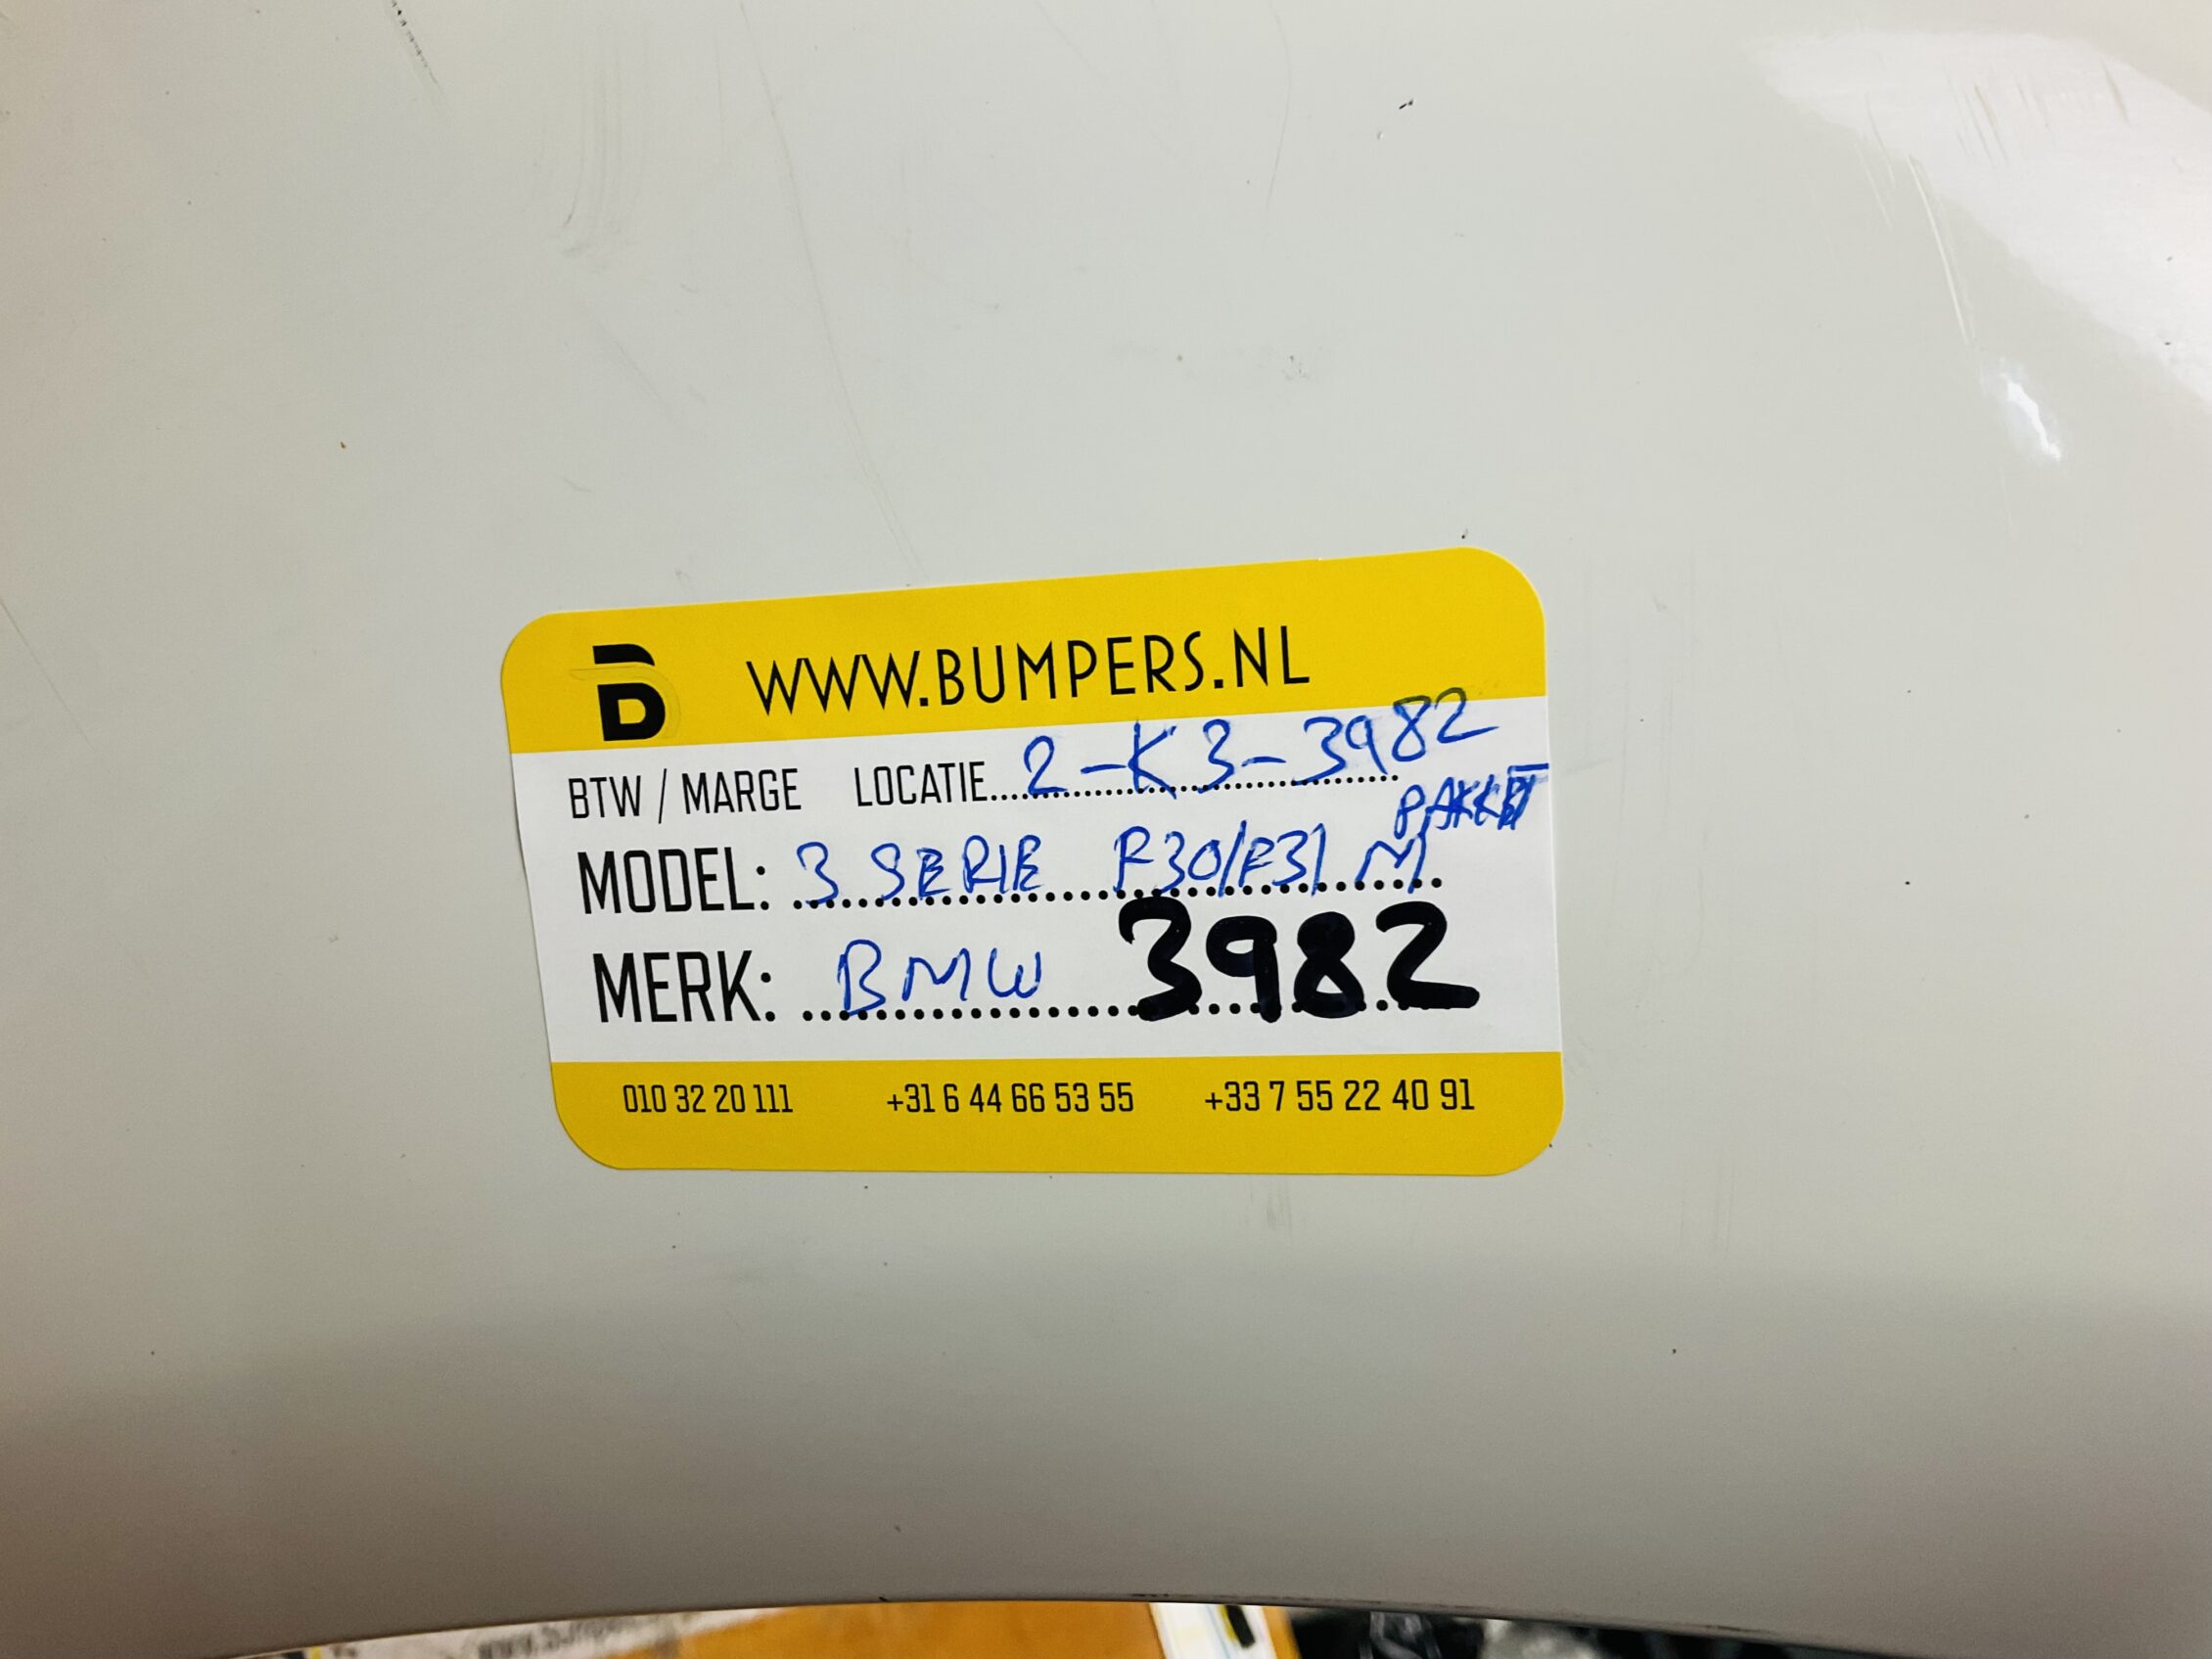 B WWW.BUMPERS.NL
BTW / MARGE LOCATIE 2-K3-3982
PAKKET
MODEL: 3 SERIE F30/F31 M
MERK: BMW 3982
010 32 20 111 +31 6 44 66 53 55 +33 7 55 22 40 91